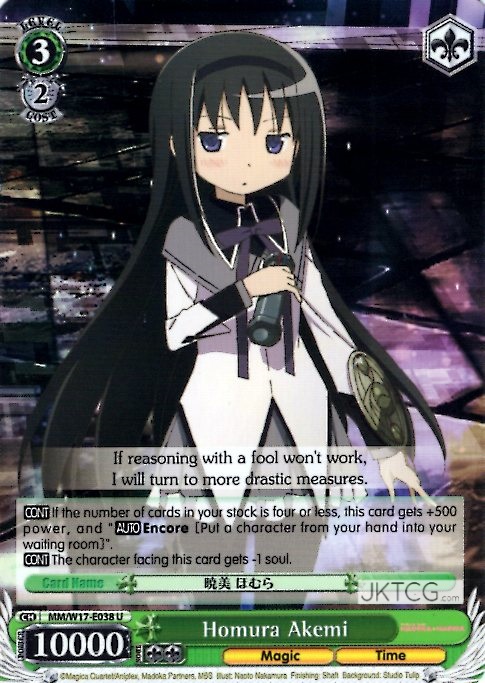 LEVEL
3
2
COST
If reasoning with a fool won't work,
I will turn to more drastic measures.
CONT If the number of cards in your stock is four or less, this card gets +500
power, and "AUTO Encore [Put a character from your hand into your
waiting room]".
CONT The character facing this card gets -1 soul.
Card Name 暁美 ほむら
JKTCG.com
CH MM/W17-E038 U
POWER 10000 SOUL Homura Akemi
Magic Time
©Magica Quartet/Aniplex, Madoka Partners, MBS Illust: Naoto Nakamura Finishing: Shaft Background: Studio Tulip